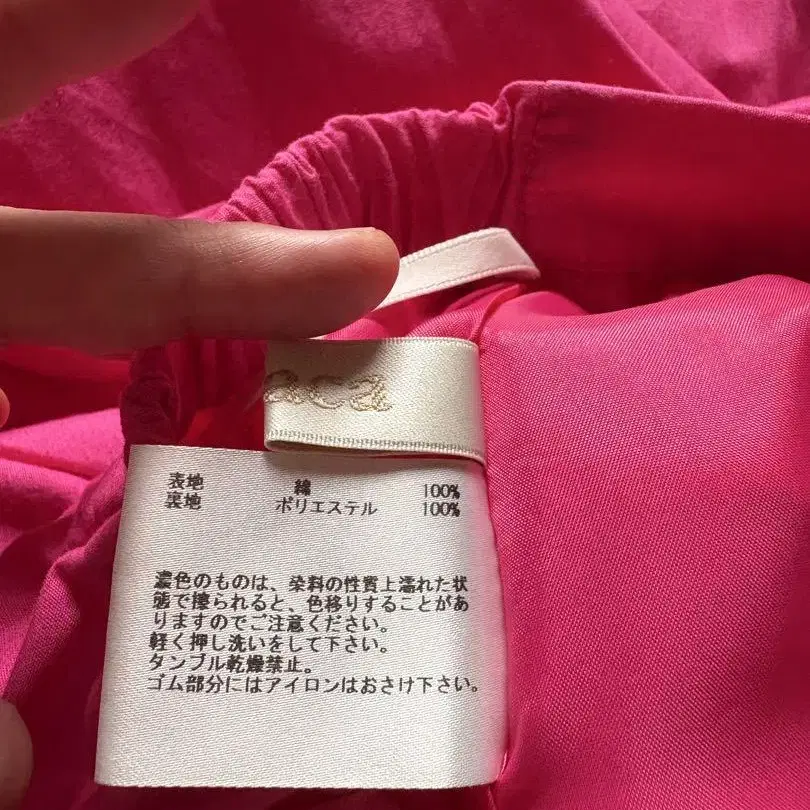 aca
表地 綿 100%
裏地 ポリエステル 100%
濃色のものは、染料の性質上濡れた状
態で擦られると、色移りすることがあ
りますのでご注意ください。
軽く押し洗いをして下さい。
タンブル乾燥禁止。
ゴム部分にはアイロンはおさけ下さい。